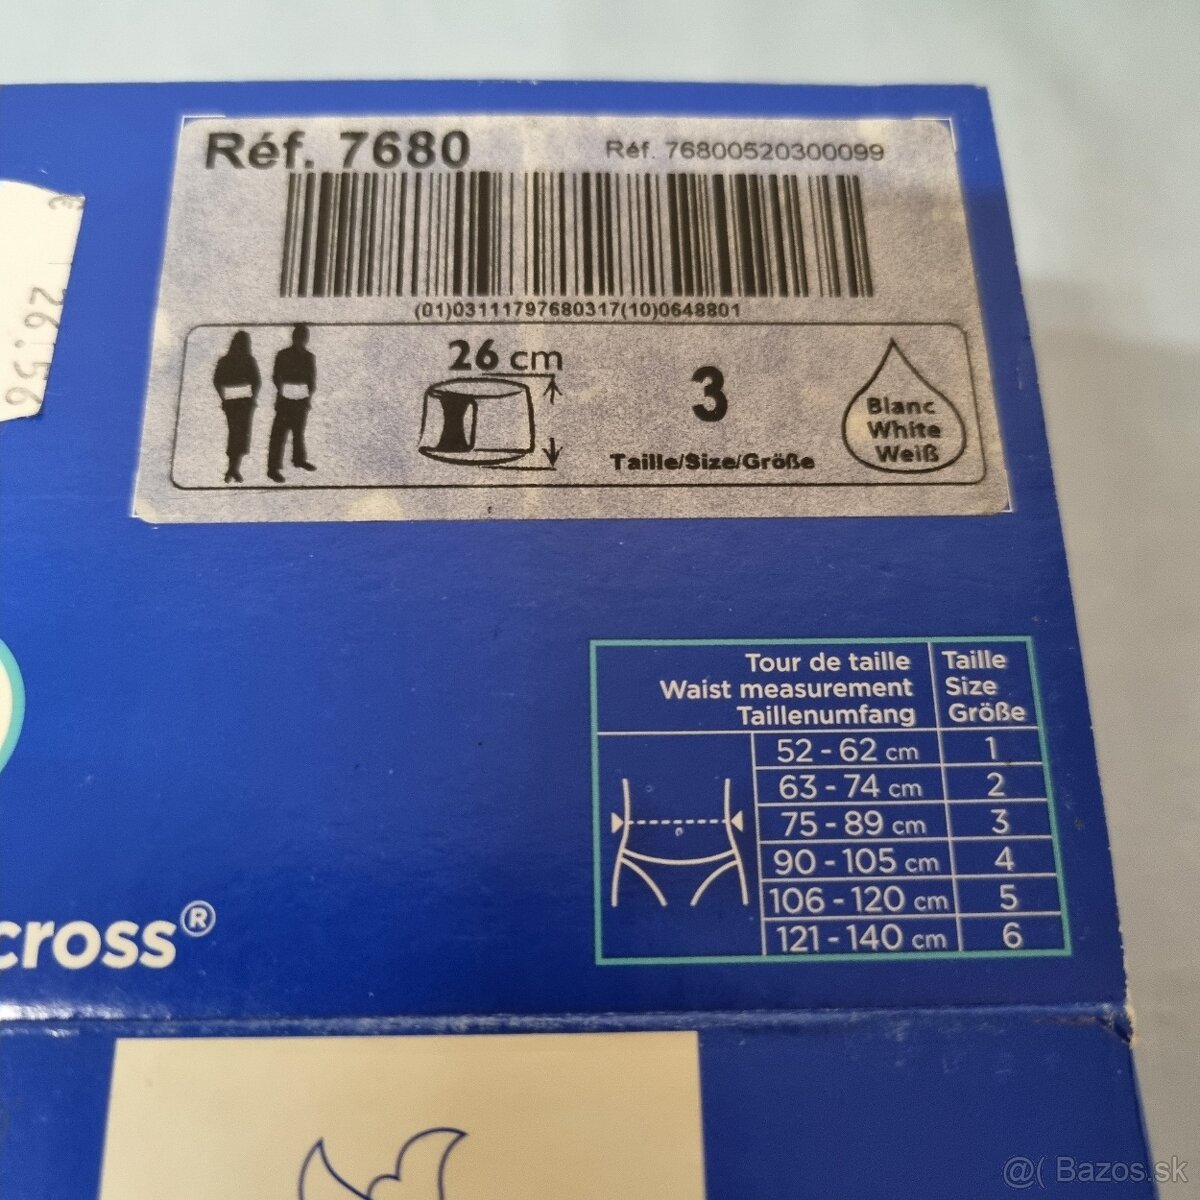 Réf. 7680
Réf. 76800520300099
(01)03111797680317(10)0648801
26 cm
3
Taille/Size/Größe
Blanc
White
Weiß
€
26.56
Tour de taille
Waist measurement
Taillenumfang
Taille
Size
Größe
52 - 62 cm 1
63 - 74 cm 2
75 - 89 cm 3
90 - 105 cm 4
106 - 120 cm 5
121 - 140 cm 6
cross®
@( Bazos.sk